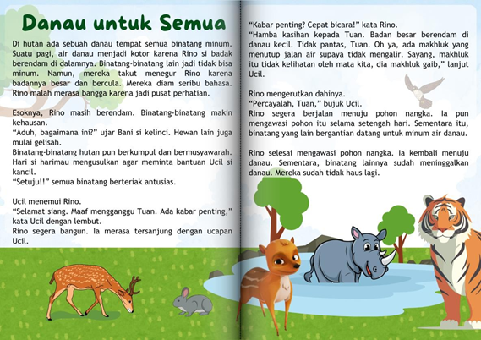 Danau untuk Semua
Di hutan ada sebuah danau tempat semua binatang minum.
Suatu pagi, air danau menjadi kotor karena Rino si badak
berendam di dalamnya. Binatang-binatang lain jadi tidak bisa
minum. Namun, mereka takut menegur Rino karena
badannya besar dan bercula. Mereka diam seribu bahasa.
Rino malah merasa bangga karena jadi pusat perhatian.
Esoknya, Rino masih berendam. Binatang-binatang makin
kehausan.
“Aduh, bagaimana ini?” ujar Bani si kelinci. Hewan lain juga
mulai gelisah.
Binatang-binatang hutan pun berkumpul dan bermusyawarah.
Hari si harimau mengusulkan agar meminta bantuan Ucil si
kancil.
“Setuju!!” semua binatang berteriak antusias.
Ucil menemui Rino.
“Selamat siang. Maaf mengganggu Tuan. Ada kabar penting,”
kata Ucil dengan lembut.
Rino segera bangun. Ia merasa tersanjung dengan ucapan
Ucil.
“Kabar penting? Cepat bicara!” kata Rino.
“Hamba kasihan kepada Tuan. Badan besar berendam di
danau kecil. Tidak pantas, Tuan. Oh ya, ada makhluk yang
menutup jalan air supaya tidak mengalir. Sayang, makhluk
itu tidak kelihatan oleh mata kita, dia makhluk gaib,” lanjut
Ucil.
Rino mengerutkan dahinya.
“Percayalah, Tuan,” bujuk Ucil.
Rino segera berjalan menuju pohon nangka. Ia pun
mengawasi pohon itu selama setengah hari. Sementara itu,
binatang yang lain bergantian datang untuk minum air danau.
Rino selesai mengawasi pohon nangka. Ia kembali menuju
danau. Sementara, binatang lainnya sudah meninggalkan
danau. Mereka sudah tidak haus lagi.